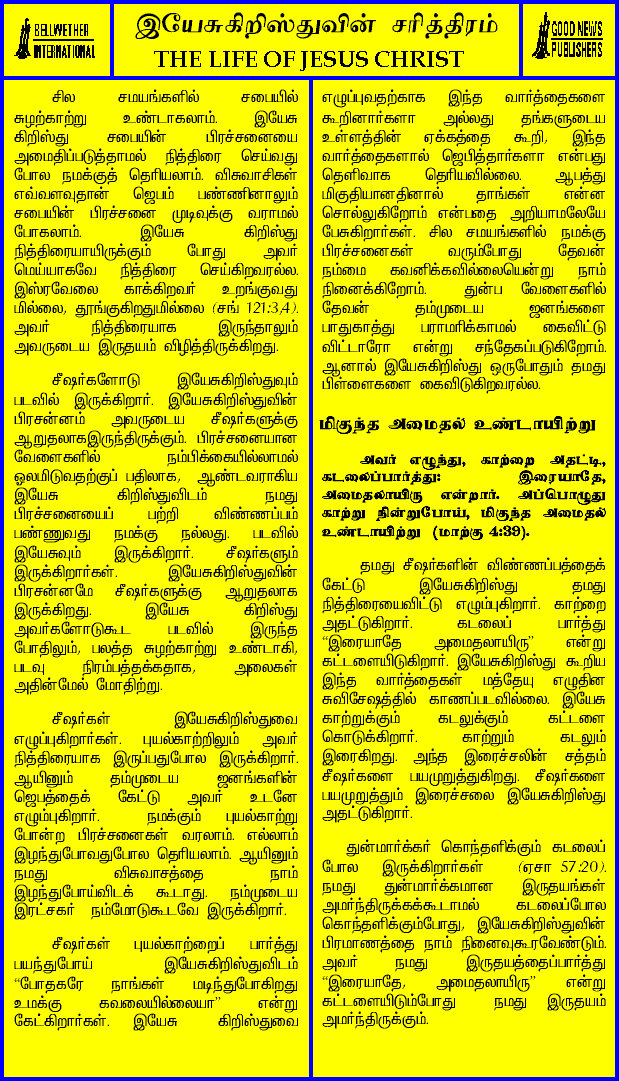 BELLWETHER
INTERNATIONAL
இயேசுகிறிஸ்துவின் சரித்திரம்
THE LIFE OF JESUS CHRIST
GOOD NEWS
PUBLISHERS
சில சமயங்களில் சபையில்
சுழற்காற்று உண்டாகலாம். இயேசு
கிறிஸ்து சபையின் பிரச்சனையை
அமைதிப்படுத்தாமல் நித்திரை செய்வது
போல நமக்குத் தெரியலாம். விசுவாசிகள்
எவ்வளவுதான் ஜெபம் பண்ணினாலும்
சபையின் பிரச்சனை முடிவுக்கு வராமல்
போகலாம். இயேசு கிறிஸ்து
நித்திரையாயிருக்கும் போது அவர்
மெய்யாகவே நித்திரை செய்கிறவரல்ல.
இஸ்ரவேலை காக்கிறவர் உறங்குவது
மில்லை, தூங்குகிறதுமில்லை (சங் 121:3,4).
அவர் நித்திரையாக இருந்தாலும்
அவருடைய இருதயம் விழித்திருக்கிறது.
சீஷர்களோடு இயேசுகிறிஸ்துவும்
படவில் இருக்கிறார். இயேசுகிறிஸ்துவின்
பிரசன்னம் அவருடைய சீஷர்களுக்கு
ஆறுதலாகஇருந்திருக்கும். பிரச்சனையான
வேளைகளில் நம்பிக்கையில்லாமல்
ஓலமிடுவதற்குப் பதிலாக, ஆண்டவராகிய
இயேசு கிறிஸ்துவிடம் நமது
பிரச்சனையைப் பற்றி விண்ணப்பம்
பண்ணுவது நமக்கு நல்லது. படவில்
இயேசுவும் இருக்கிறார். சீஷர்களும்
இருக்கிறார்கள். இயேசுகிறிஸ்துவின்
பிரசன்னமே சீஷர்களுக்கு ஆறுதலாக
இருக்கிறது. இயேசு கிறிஸ்து
அவர்களோடுகூட படவில் இருந்த
போதிலும், பலத்த சுழற்காற்று உண்டாகி,
படவு நிரம்பத்தக்கதாக, அலைகள்
அதின்மேல் மோதிற்று.
சீஷர்கள் இயேசுகிறிஸ்துவை
எழுப்புகிறார்கள். புயல்காற்றிலும் அவர்
நித்திரையாக இருப்பதுபோல இருக்கிறார்.
ஆயினும் தம்முடைய ஜனங்களின்
ஜெபத்தைக் கேட்டு அவர் உடனே
எழும்புகிறார். நமக்கும் புயல்காற்று
போன்ற பிரச்சனைகள் வரலாம். எல்லாம்
இழந்துபோவதுபோல தெரியலாம். ஆயினும்
நமது விசுவாசத்தை நாம்
இழந்துபோய்விடக் கூடாது. நம்முடைய
இரட்சகர் நம்மோடுகூடவே இருக்கிறார்.
சீஷர்கள் புயல்காற்றைப் பார்த்து
பயந்துபோய் இயேசுகிறிஸ்துவிடம்
“போதகரே நாங்கள் மடிந்துபோகிறது
உமக்கு கவலையில்லையா” என்று
கேட்கிறார்கள். இயேசு கிறிஸ்துவை
எழுப்புவதற்காக இந்த வார்த்தைகளை
கூறினார்களா அல்லது தங்களுடைய
உள்ளத்தின் ஏக்கத்தை கூறி, இந்த
வார்த்தைகளால் ஜெபித்தார்களா என்பது
தெளிவாக தெரியவில்லை. ஆபத்து
மிகுதியானதினால் தாங்கள் என்ன
சொல்லுகிறோம் என்பதை அறியாமலேயே
பேசுகிறார்கள். சில சமயங்களில் நமக்கு
பிரச்சனைகள் வரும்போது தேவன்
நம்மை கவனிக்கவில்லையென்று நாம்
நினைக்கிறோம். துன்ப வேளைகளில்
தேவன் தம்முடைய ஜனங்களை
பாதுகாத்து பராமரிக்காமல் கைவிட்டு
விட்டாரோ என்று சந்தேகப்படுகிறோம்.
ஆனால் இயேசுகிறிஸ்து ஒருபோதும் தமது
பிள்ளைகளை கைவிடுகிறவரல்ல.
மிகுந்த அமைதல் உண்டாயிற்று
அவர் எழுந்து, காற்றை அதட்டி,
கடலைப்பார்த்து: இரையாதே,
அமைதலாயிரு என்றார். அப்பொழுது
காற்று நின்றுபோய், மிகுந்த அமைதல்
உண்டாயிற்று (மாற்கு 4:39).
தமது சீஷர்களின் விண்ணப்பத்தைக்
கேட்டு இயேசுகிறிஸ்து தமது
நித்திரையைவிட்டு எழும்புகிறார். காற்றை
அதட்டுகிறார். கடலைப் பார்த்து
“இரையாதே அமைதலாயிரு” என்று
கட்டளையிடுகிறார். இயேசுகிறிஸ்து கூறிய
இந்த வார்த்தைகள் மத்தேயு எழுதின
சுவிசேஷத்தில் காணப்படவில்லை. இயேசு
காற்றுக்கும் கடலுக்கும் கட்டளை
கொடுக்கிறார். காற்றும் கடலும்
இரைகிறது. அந்த இரைச்சலின் சத்தம்
சீஷர்களை பயமுறுத்துகிறது. சீஷர்களை
பயமுறுத்தும் இரைச்சலை இயேசுகிறிஸ்து
அதட்டுகிறார்.
துன்மார்க்கர் கொந்தளிக்கும் கடலைப்
போல இருக்கிறார்கள் (ஏசா 57:20).
நமது துன்மார்க்கமான இருதயங்கள்
அமர்ந்திருக்கக்கூடாமல் கடலைப்போல
கொந்தளிக்கும்போது, இயேசுகிறிஸ்துவின்
பிரமாணத்தை நாம் நினைவுகூரவேண்டும்.
அவர் நமது இருதயத்தைப்பார்த்து
“இரையாதே, அமைதலாயிரு” என்று
கட்டளையிடும்போது நமது இருதயம்
அமர்ந்திருக்கும்.